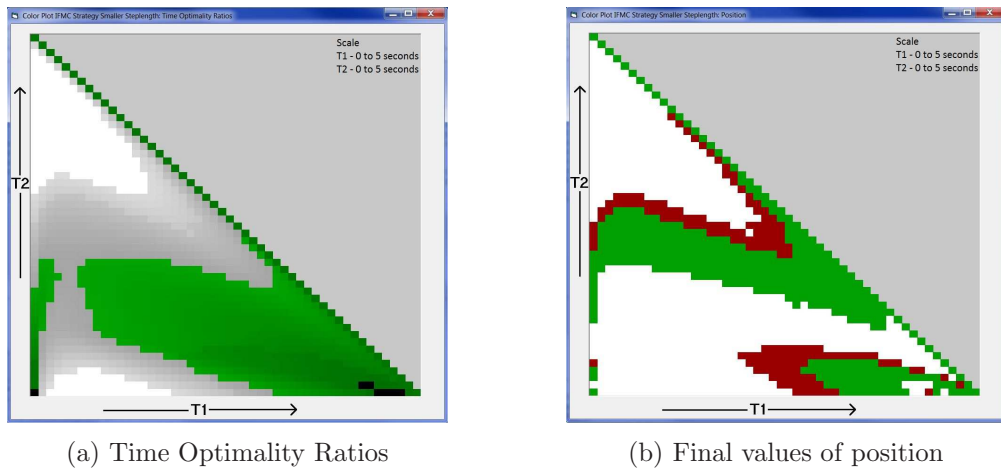 Color Plot IFMC Strategy Smaller Steplength: Time Optimality Ratios
Scale
T1 - 0 to 5 seconds
T2 - 0 to 5 seconds
T2
T1
(a) Time Optimality Ratios
Color Plot IFMC Strategy Smaller Steplength: Position
Scale
T1 - 0 to 5 seconds
T2 - 0 to 5 seconds
T2
T1
(b) Final values of position